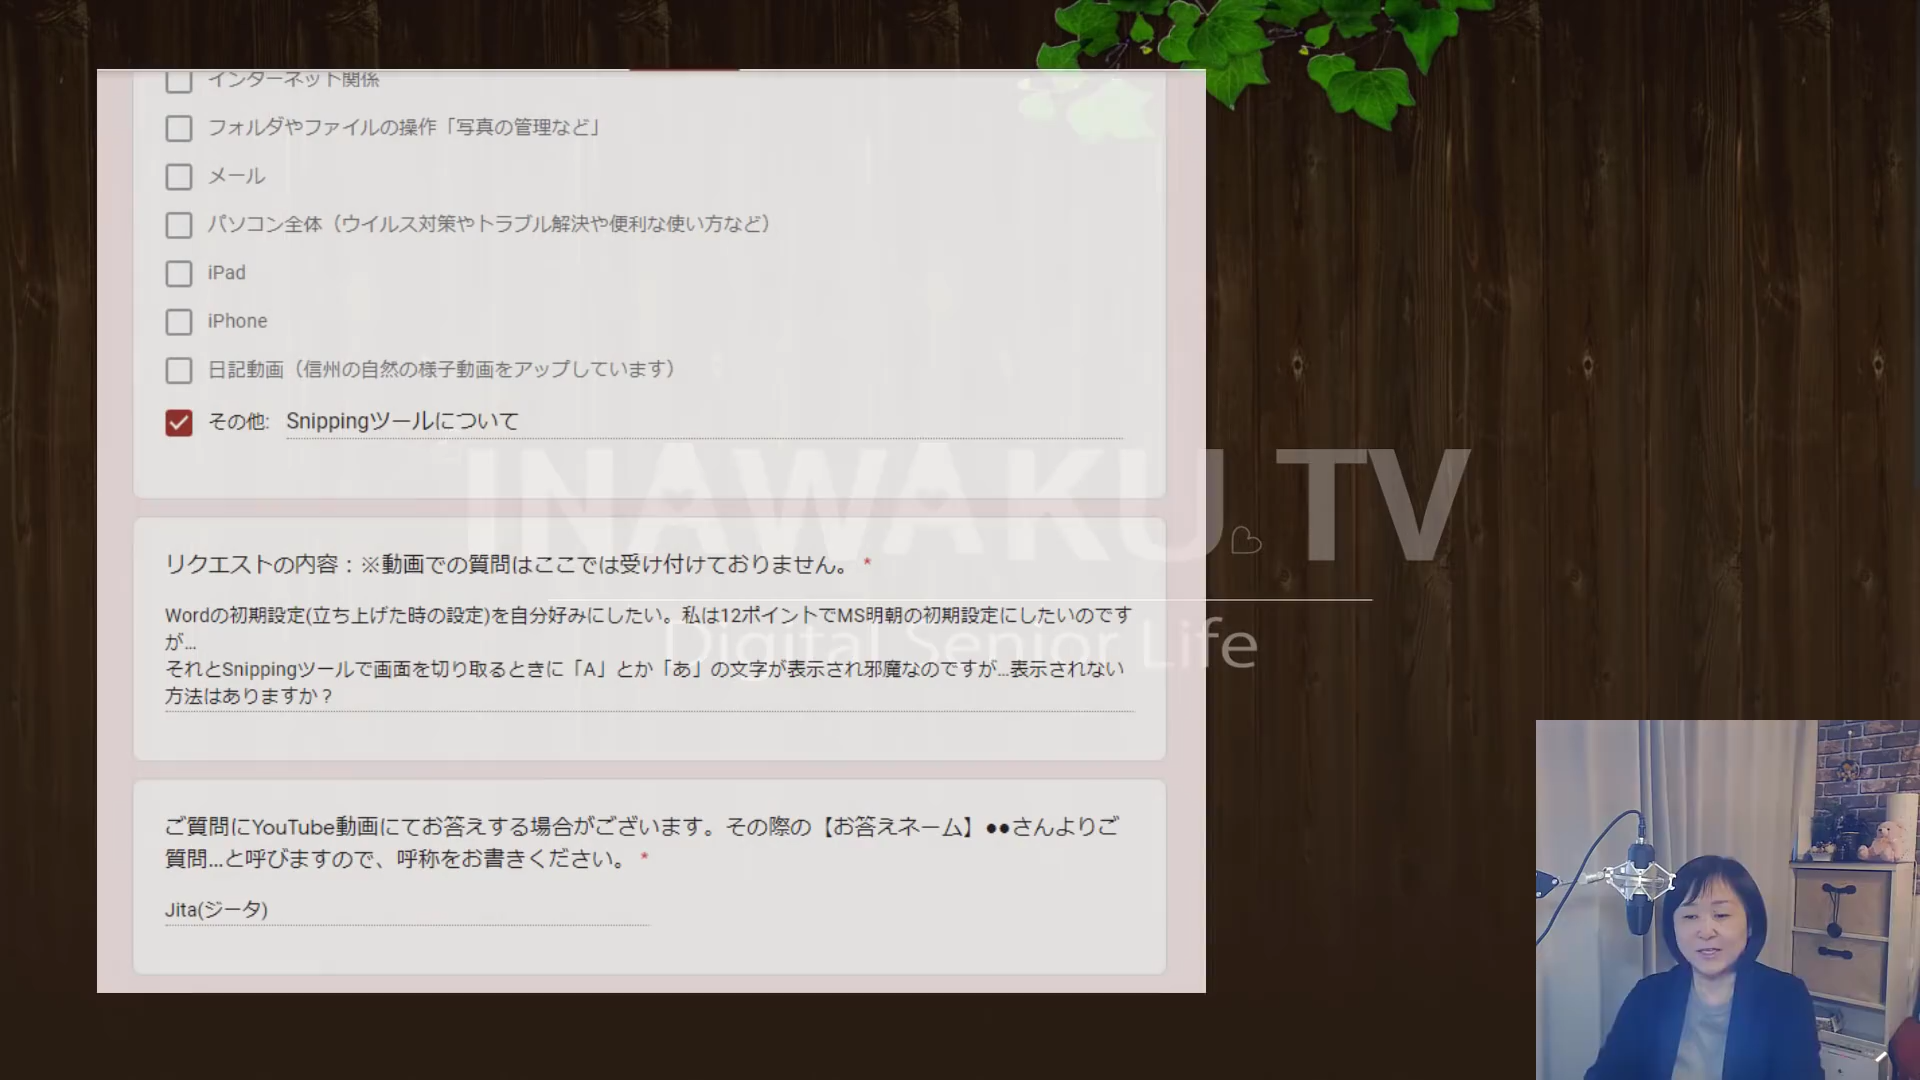 インターネット関係
フォルダやファイルの操作「写真の管理など」
メール
パソコン全体（ウイルス対策やトラブル解決や便利な使い方など）
iPad
iPhone
日記動画（信州の自然の様子動画をアップしています）
その他: Snippingツールについて
INAWAKU TV
リクエストの内容：※動画での質問はここでは受け付けておりません。 *
Wordの初期設定(立ち上げた時の設定)を自分好みにしたい。私は12ポイントでMS明朝の初期設定にしたいのです
が...
Digital Senior Life
それとSnippingツールで画面を切り取るときに「A」とか「あ」の文字が表示され邪魔なのですが...表示されない
方法はありますか？
ご質問にYouTube動画にてお答えする場合がございます。その際の【お答えネーム】●●さんよりご
質問...と呼びますので、呼称をお書きください。 *
Jita(ジータ)